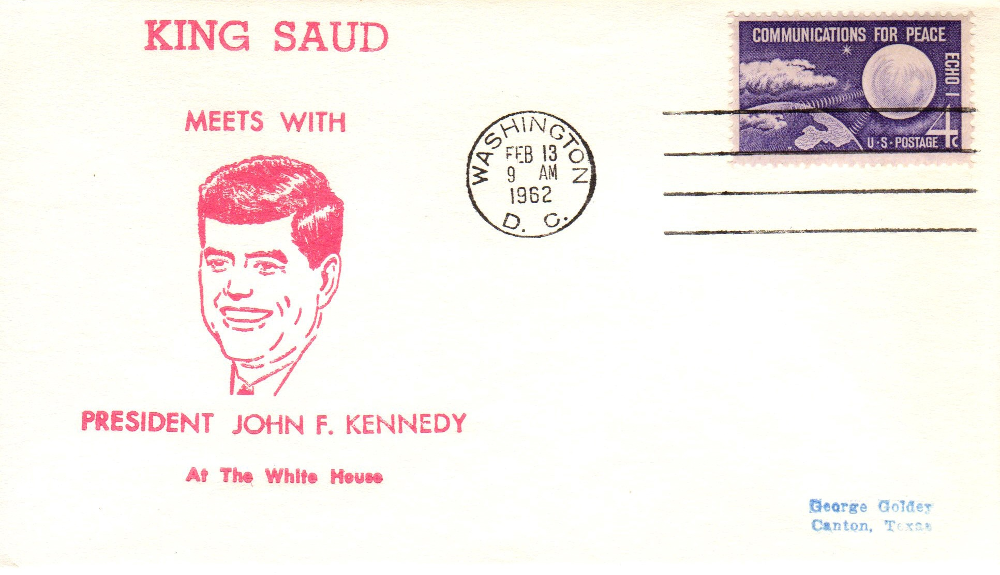 KING SAUD
MEETS WITH
PRESIDENT JOHN F. KENNEDY
At The White House
WASHINGTON
FEB 13
9 AM
1962
D. C.
COMMUNICATIONS FOR PEACE
ECHO I
U·S·POSTAGE 4c
George Goldey
Canton, Texas